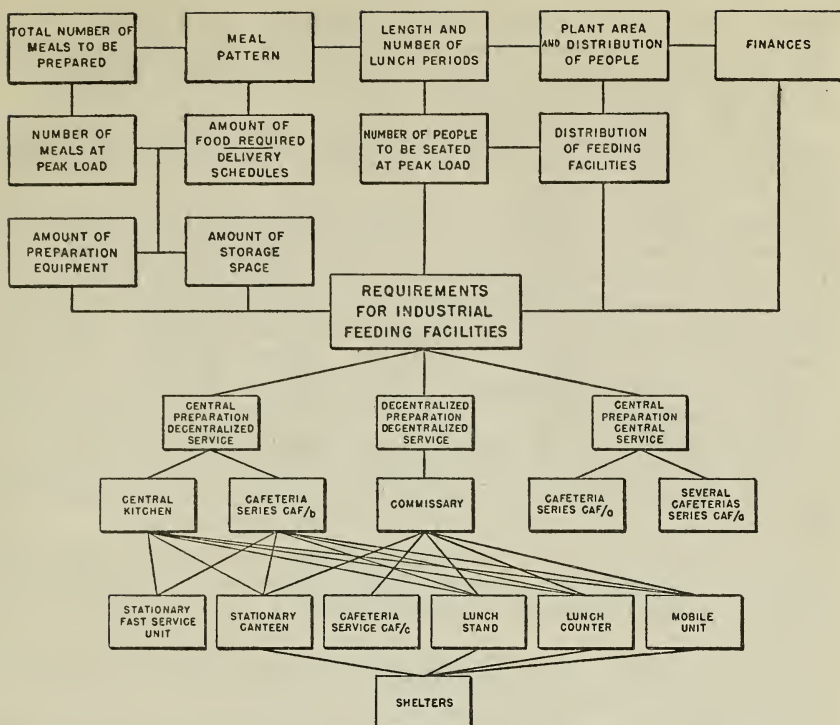 TOTAL NUMBER OF
MEALS TO BE
PREPARED
MEAL
PATTERN
LENGTH AND
NUMBER OF
LUNCH PERIODS
PLANT AREA
AND DISTRIBUTION
OF PEOPLE
FINANCES
NUMBER OF
MEALS AT
PEAK LOAD
AMOUNT OF
FOOD REQUIRED
DELIVERY
SCHEDULES
NUMBER OF PEOPLE
TO BE SEATED
AT PEAK LOAD
DISTRIBUTION
OF FEEDING
FACILITIES
AMOUNT OF
PREPARATION
EQUIPMENT
AMOUNT OF
STORAGE
SPACE
REQUIREMENTS
FOR INDUSTRIAL
FEEDING FACILITIES
CENTRAL
PREPARATION
DECENTRALIZED
SERVICE
DECENTRALIZED
PREPARATION
DECENTRALIZED
SERVICE
CENTRAL
PREPARATION
CENTRAL
SERVICE
CENTRAL
KITCHEN
CAFETERIA
SERIES CAF/b
COMMISSARY
CAFETERIA
SERIES CAF/a
SEVERAL
CAFETERIAS
SERIES CAF/a
STATIONARY
FAST SERVICE
UNIT
STATIONARY
CANTEEN
CAFETERIA
SERVICE CAF/c
LUNCH
STAND
LUNCH
COUNTER
MOBILE
UNIT
SHELTERS